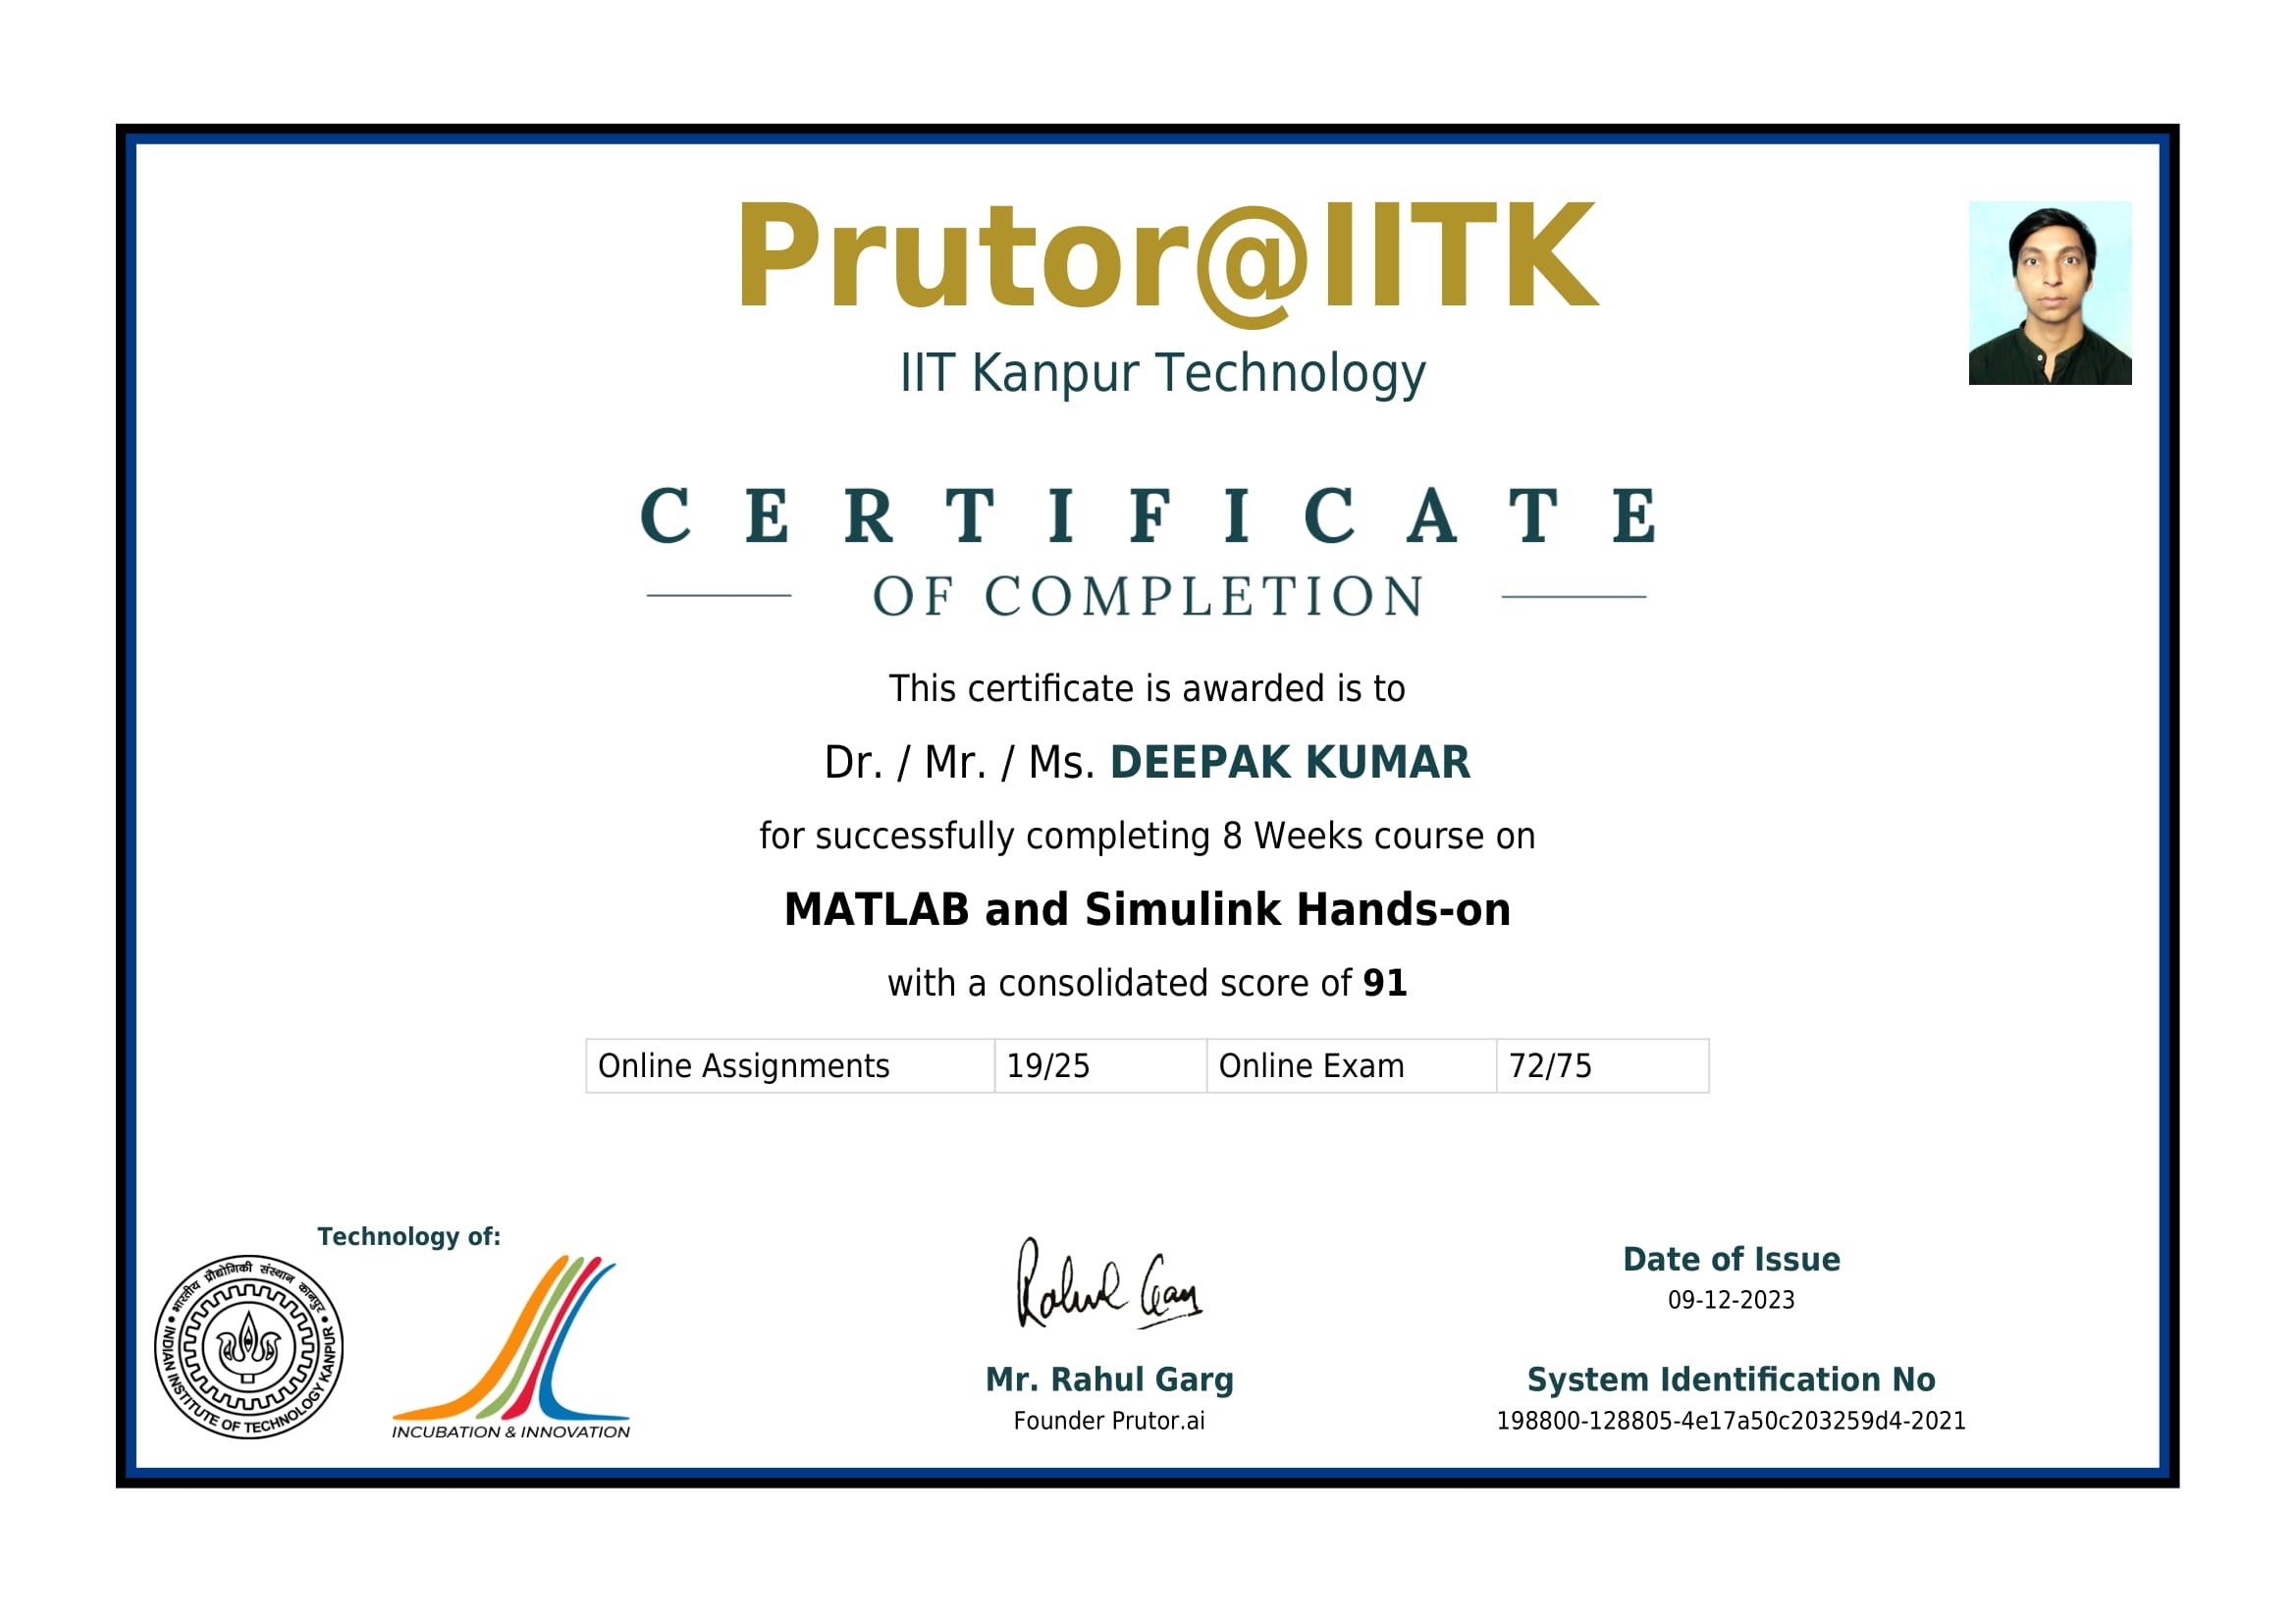 Prutor@IITK
IIT Kanpur Technology
CERTIFICATE
OF COMPLETION
This certificate is awarded is to
Dr. / Mr. / Ms. DEEPAK KUMAR
for successfully completing 8 Weeks course on
MATLAB and Simulink Hands-on
with a consolidated score of 91
Online Assignments 19/25 Online Exam 72/75
Technology of:
भारतीय प्रौद्योगिकी संस्थान कानपुर
INDIAN INSTITUTE OF TECHNOLOGY KANPUR
INCUBATION & INNOVATION
Rahul Garg
Mr. Rahul Garg
Founder Prutor.ai
Date of Issue
09-12-2023
System Identification No
198800-128805-4e17a50c203259d4-2021